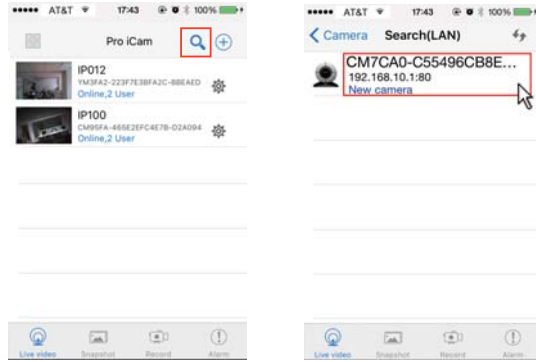 AT&T 17:43 100%
Pro iCam
IP012
YM3FA2-223F7E3BFA2C-88EAED
Online,2 User
IP100
CM95FA-465E2EFC4E7B-D2A094
Online,2 User
Live video Snapshot Record Alarm
AT&T 17:43 100%
Camera Search(LAN)
CM7CA0-C55496CB8E...
192.168.10.1:80
New camera
Live video Snapshot Record Alarm